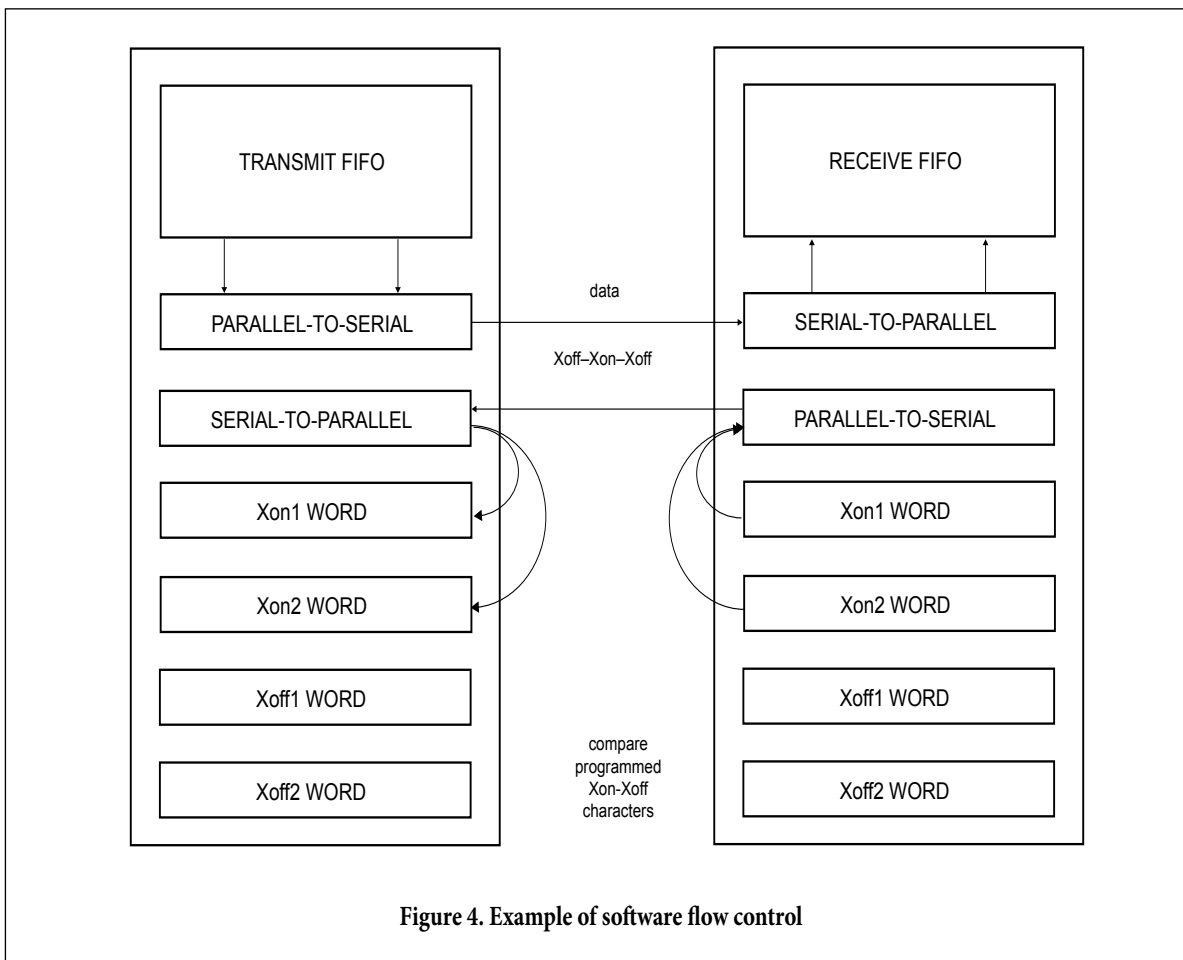 TRANSMIT FIFO
RECEIVE FIFO
data
PARALLEL-TO-SERIAL
SERIAL-TO-PARALLEL
Xoff–Xon–Xoff
SERIAL-TO-PARALLEL
PARALLEL-TO-SERIAL
Xon1 WORD
Xon1 WORD
Xon2 WORD
Xon2 WORD
Xoff1 WORD
Xoff1 WORD
compare
programmed
Xon-Xoff
characters
Xoff2 WORD
Xoff2 WORD
Figure 4. Example of software flow control